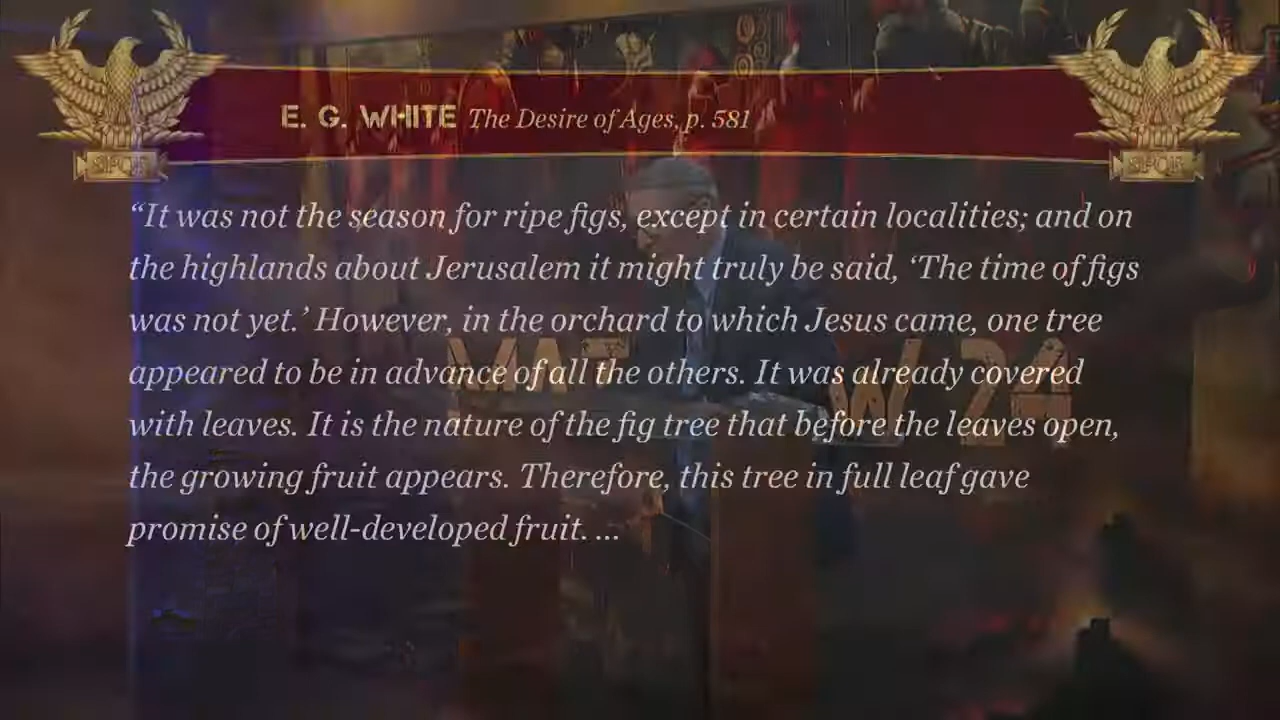 E. G. WHITE The Desire of Ages, p. 581
SPQR SPQR
“It was not the season for ripe figs, except in certain localities; and on
the highlands about Jerusalem it might truly be said, ‘The time of figs
was not yet.’ However, in the orchard to which Jesus came, one tree
appeared to be in advance of all the others. It was already covered
with leaves. It is the nature of the fig tree that before the leaves open,
the growing fruit appears. Therefore, this tree in full leaf gave
promise of well-developed fruit. ...